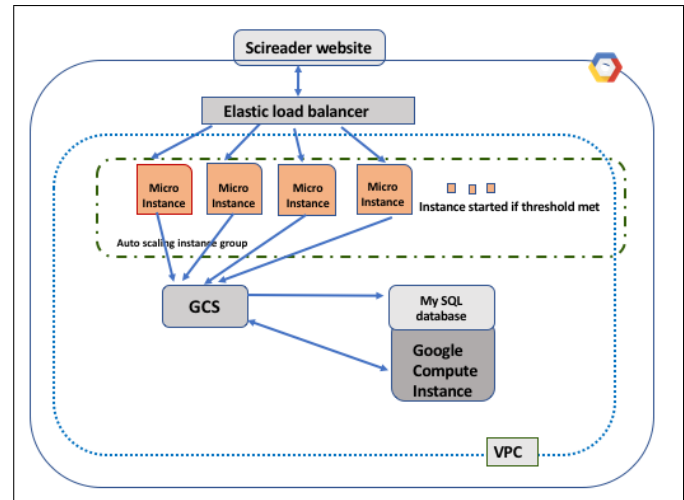 Scireader website
Elastic load balancer
Micro
Instance
Micro
Instance
Micro
Instance
Micro
Instance
Instance started if threshold met
Auto scaling instance group
GCS
My SQL
database
Google
Compute
Instance
VPC